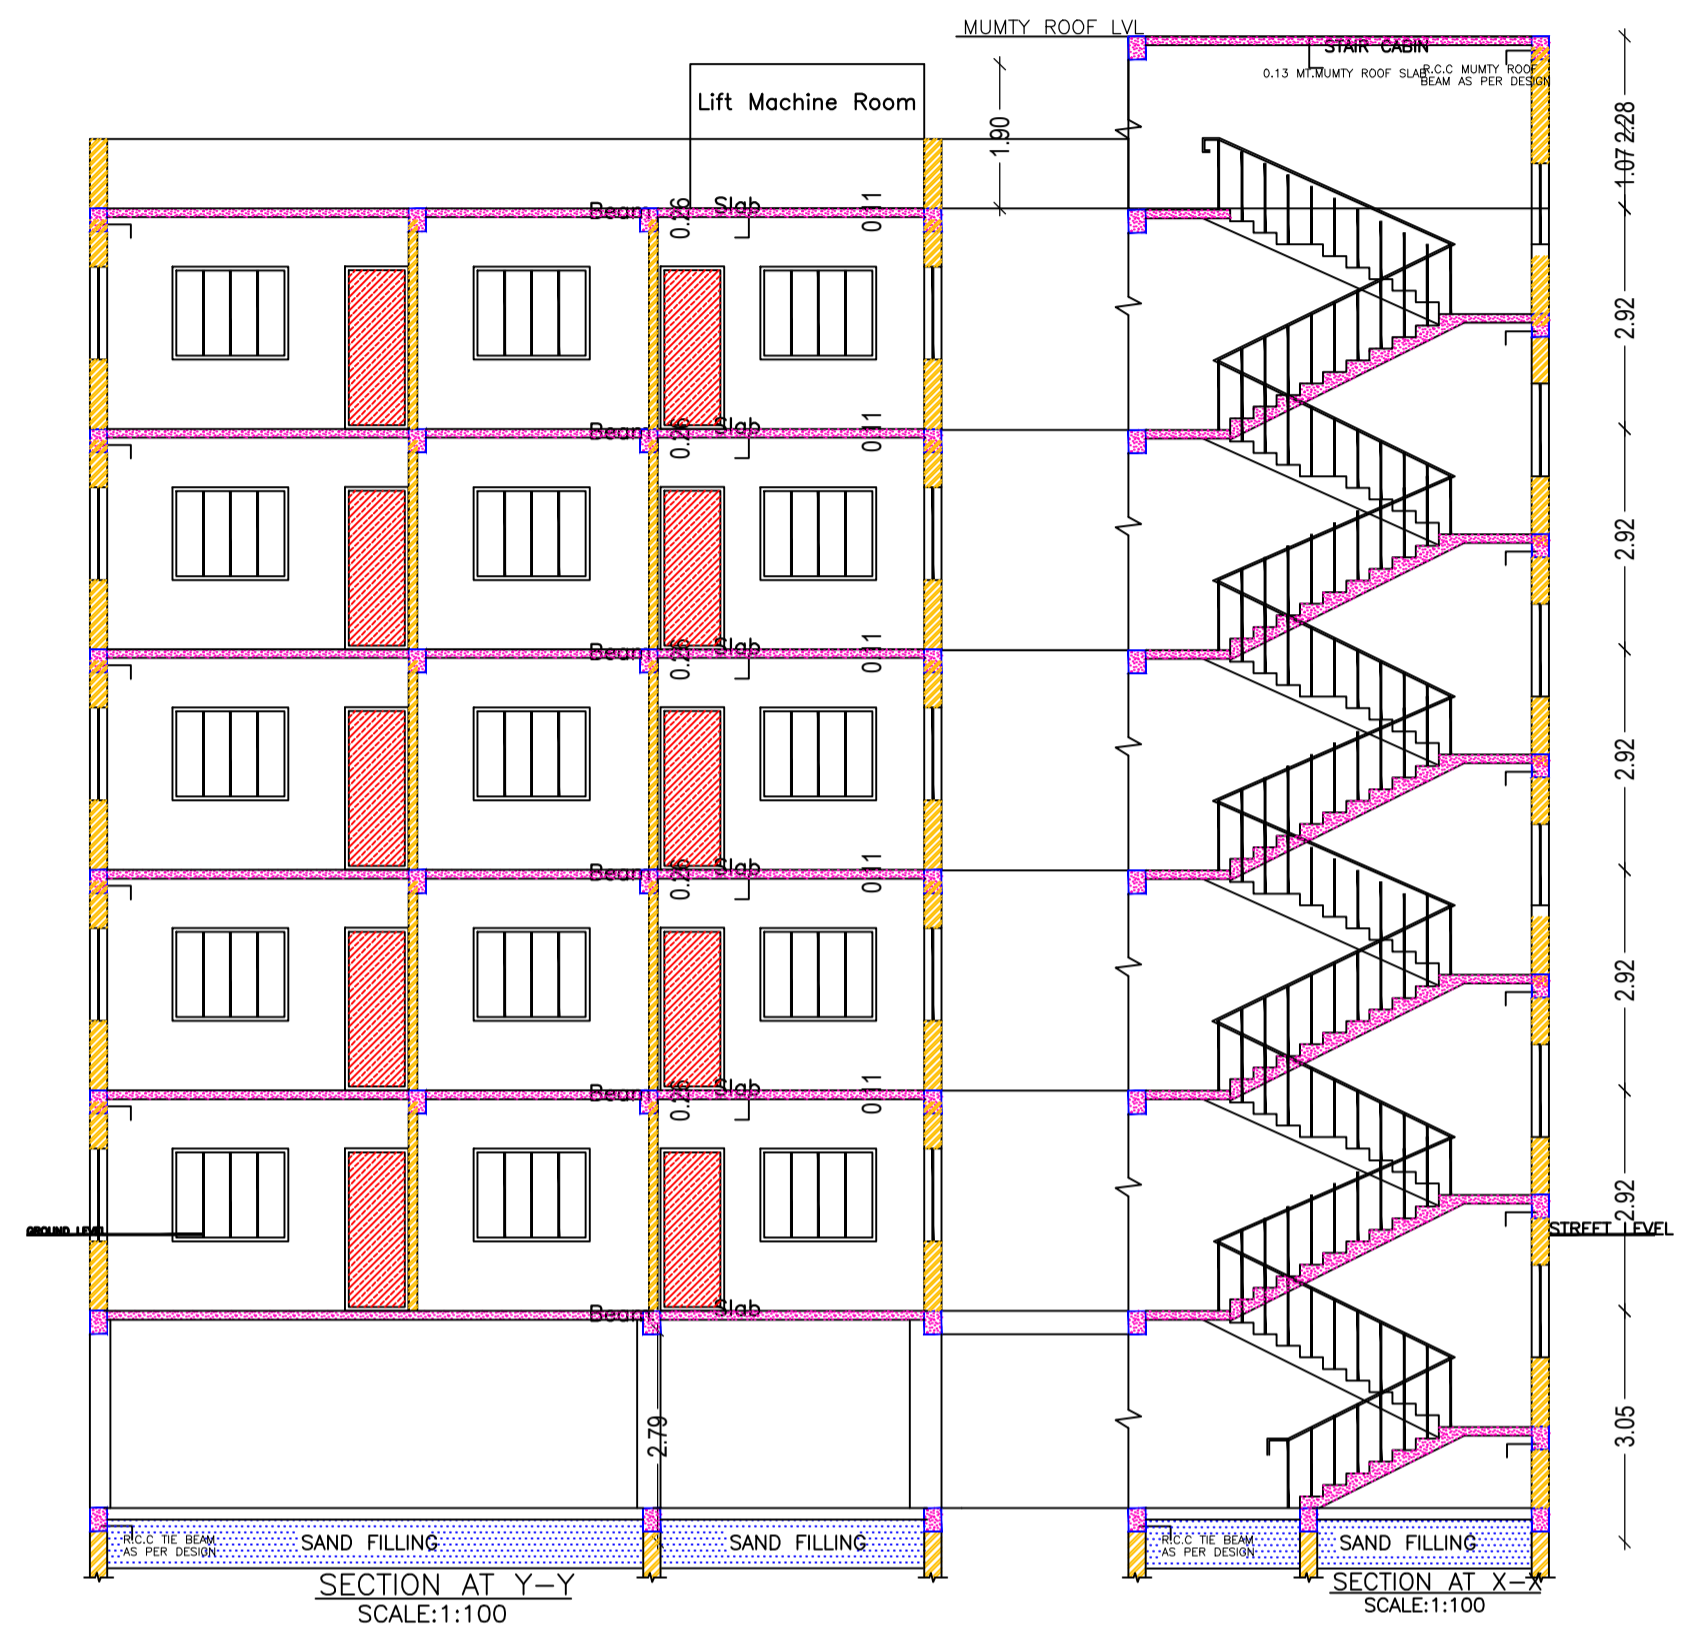 MUMTY ROOF LVL
STAIR CABIN
0.13 MT.MUMTY ROOF SLAB
R.C.C MUMTY ROOF
BEAM AS PER DESIGN
Lift Machine Room
1.90
2.28
1.07
Beam
0.26
Slab
0.11
2.92
Beam
0.26
Slab
0.11
2.92
Beam
0.26
Slab
0.11
2.92
Beam
0.26
Slab
0.11
2.92
Beam
0.26
Slab
0.11
2.92
GROUND LEVEL
STREET LEVEL
Beam
Slab
2.79
3.05
R.C.C TIE BEAM
AS PER DESIGN
SAND FILLING
SAND FILLING
R.C.C TIE BEAM
AS PER DESIGN
SAND FILLING
SECTION AT Y-Y
SCALE:1:100
SECTION AT X-X
SCALE:1:100